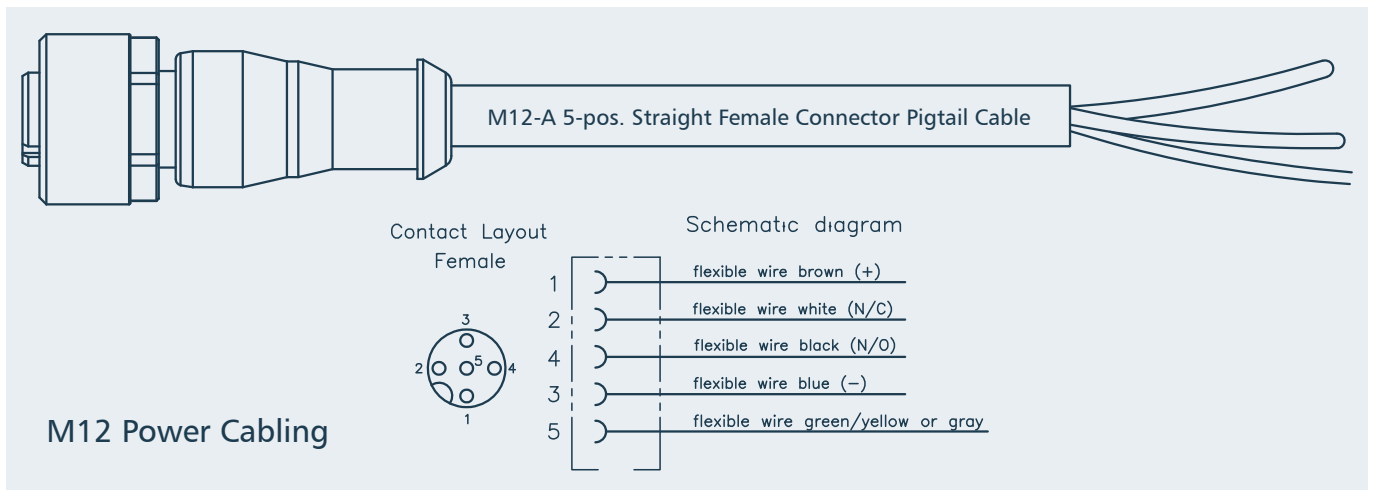 M12-A 5-pos. Straight Female Connector Pigtail Cable
Contact Layout
Female
3
2
5
4
1
Schematic diagram
1 flexible wire brown (+)
2 flexible wire white (N/C)
4 flexible wire black (N/O)
3 flexible wire blue (−)
5 flexible wire green/yellow or gray
M12 Power Cabling